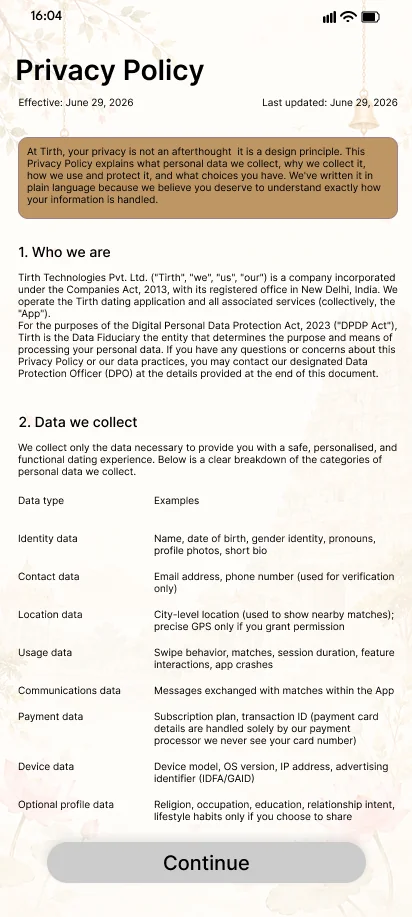 16:04
Privacy Policy
Effective: June 29, 2026 Last updated: June 29, 2026
At Tirth, your privacy is not an afterthought  it is a design principle. This
Privacy Policy explains what personal data we collect, why we collect it,
how we use and protect it, and what choices you have. We've written it in
plain language because we believe you deserve to understand exactly how
your information is handled.
1. Who we are
Tirth Technologies Pvt. Ltd. ("Tirth", "we", "us", "our") is a company incorporated
under the Companies Act, 2013, with its registered office in New Delhi, India. We
operate the Tirth dating application and all associated services (collectively, the
"App").
For the purposes of the Digital Personal Data Protection Act, 2023 ("DPDP Act"),
Tirth is the Data Fiduciary the entity that determines the purpose and means of
processing your personal data. If you have any questions or concerns about this
Privacy Policy or our data practices, you may contact our designated Data
Protection Officer (DPO) at the details provided at the end of this document.
2. Data we collect
We collect only the data necessary to provide you with a safe, personalised, and
functional dating experience. Below is a clear breakdown of the categories of
personal data we collect.
Data type Examples
Identity data Name, date of birth, gender identity, pronouns,
profile photos, short bio
Contact data Email address, phone number (used for verification
only)
Location data City-level location (used to show nearby matches);
precise GPS only if you grant permission
Usage data Swipe behavior, matches, session duration, feature
interactions, app crashes
Communications data Messages exchanged with matches within the App
Payment data Subscription plan, transaction ID (payment card
details are handled solely by our payment
processor we never see your card number)
Device data Device model, OS version, IP address, advertising
identifier (IDFA/GAID)
Optional profile data Religion, occupation, education, relationship intent,
lifestyle habits only if you choose to share
Continue